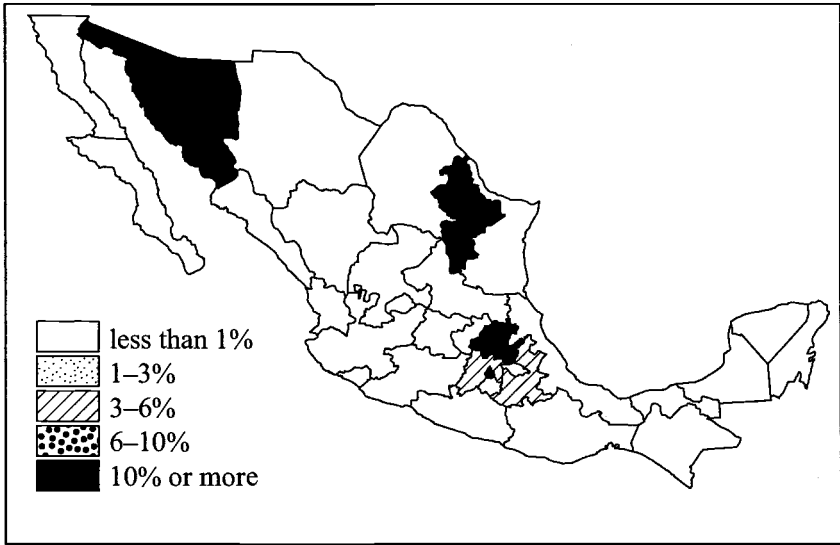 less than 1%
1–3%
3–6%
6–10%
10% or more